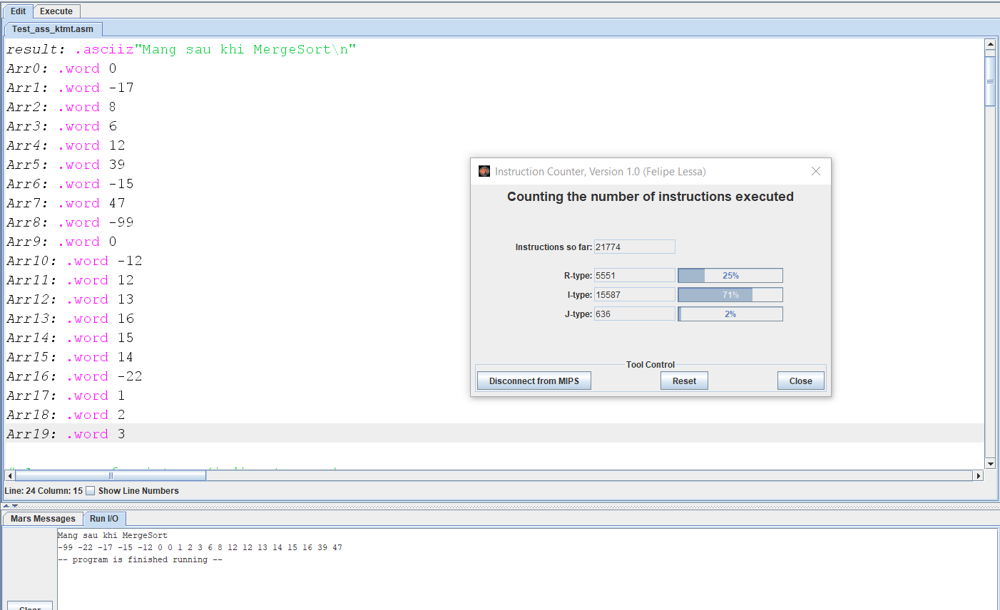 Edit Execute
Test_ass_ktmt.asm
result: .asciiz"Mang sau khi MergeSort\n"
Arr0: .word 0
Arr1: .word -17
Arr2: .word 8
Arr3: .word 6
Arr4: .word 12
Arr5: .word 39
Arr6: .word -15
Arr7: .word 47
Arr8: .word -99
Arr9: .word 0
Arr10: .word -12
Arr11: .word 12
Arr12: .word 13
Arr13: .word 16
Arr14: .word 15
Arr15: .word 14
Arr16: .word -22
Arr17: .word 1
Arr18: .word 2
Arr19: .word 3
Instruction Counter, Version 1.0 (Felipe Lessa)
Counting the number of instructions executed
Instructions so far: 21774
R-type: 5551 25%
I-type: 15587 71%
J-type: 636 2%
Tool Control
Disconnect from MIPS Reset Close
Line: 24 Column: 15 Show Line Numbers
Mars Messages Run I/O
Mang sau khi MergeSort
-99 -22 -17 -15 -12 0 0 1 2 3 6 8 12 12 13 14 15 16 39 47
-- program is finished running --
Clear